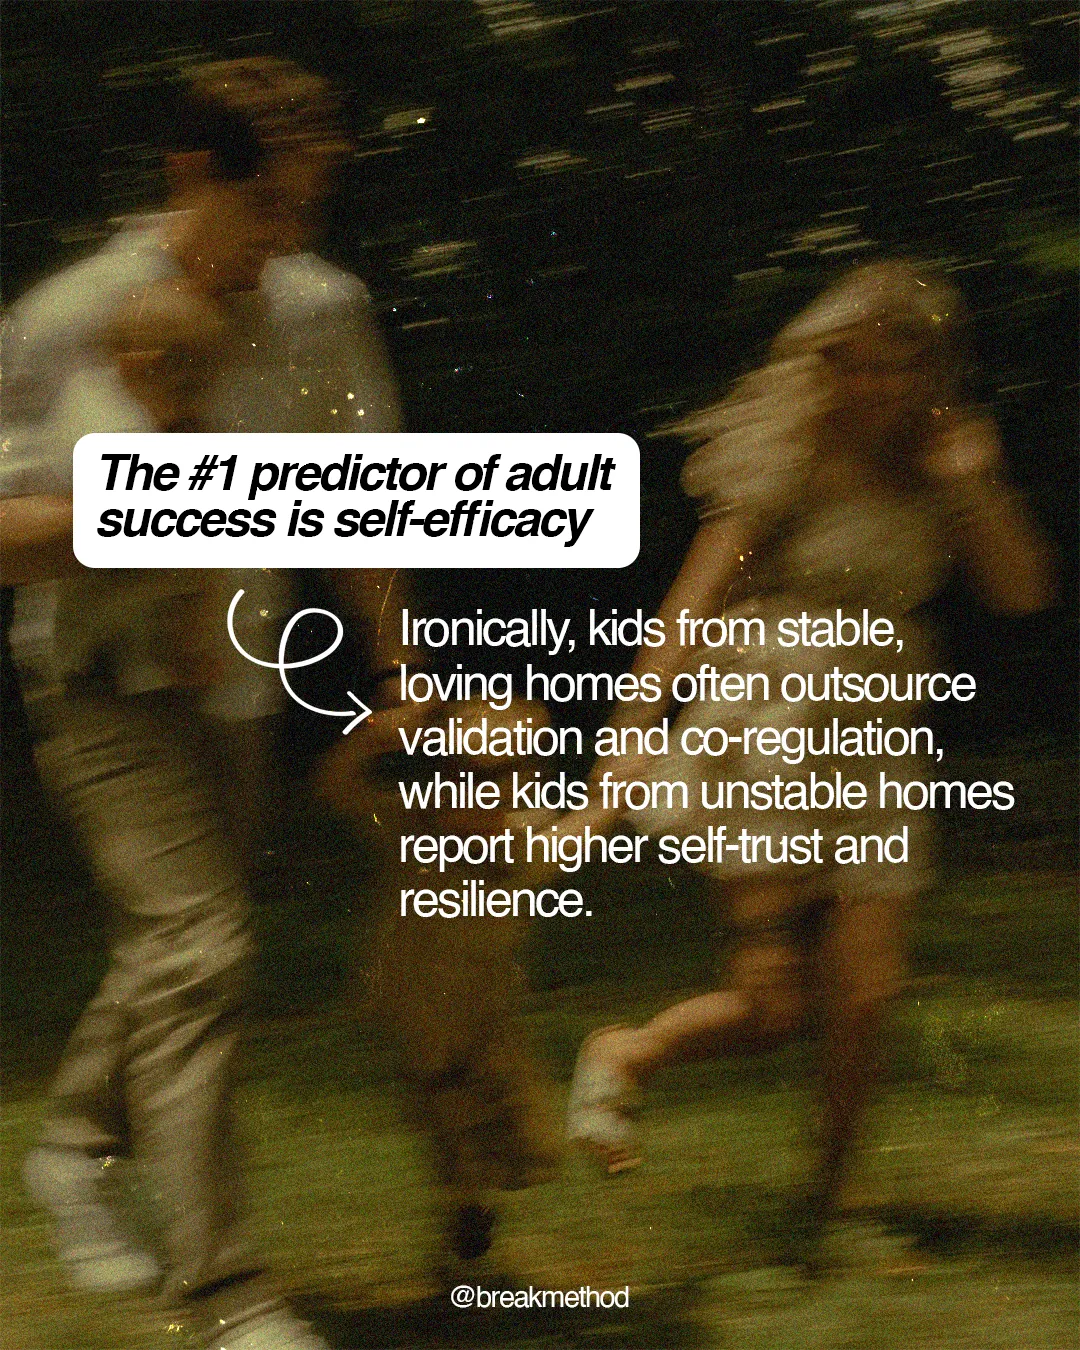 The #1 predictor of adult
success is self-efficacy
Ironically, kids from stable,
loving homes often outsource
validation and co-regulation,
while kids from unstable homes
report higher self-trust and
resilience.
@breakmethod